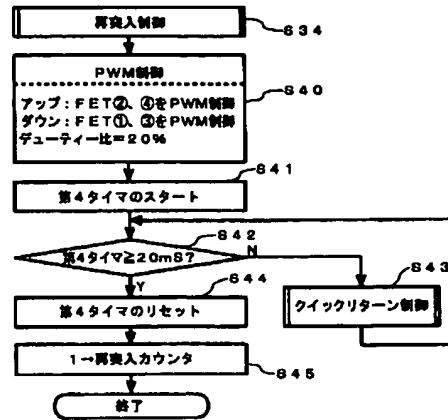 再突入制御
S34
PWM制御
S40
アップ:FET②、④をPWM制御
ダウン:FET①、③をPWM制御
デューティー比=20%
S41
第4タイマのスタート
S42
第4タイマ≧20mS?
N
S43
Y
S44
クイックリターン制御
第4タイマのリセット
1→再突入カウンタ
S45
終了